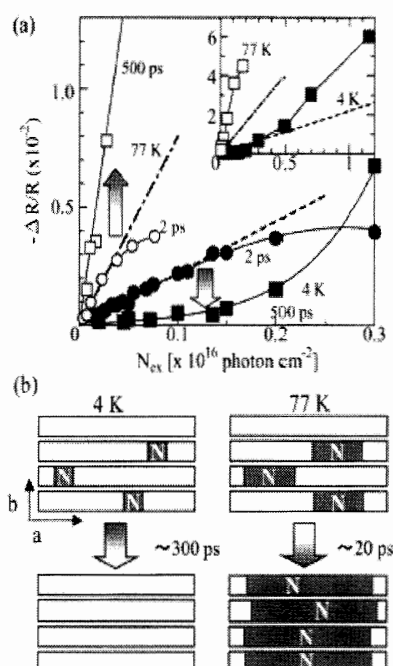 (a)
1.0
0.5
0
-ΔR/R (x10⁻²)
500 ps
77 K
2 ps
2 ps
4 K
500 ps
6
4
2
0
77 K
4 K
0
0.5
1
0
0.1
0.2
0.3
N_ex [x 10¹⁶ photon cm⁻²]
(b)
4 K
77 K
N
N
N
N
N
N
b
a
~300 ps
~20 ps
N
N
N
N